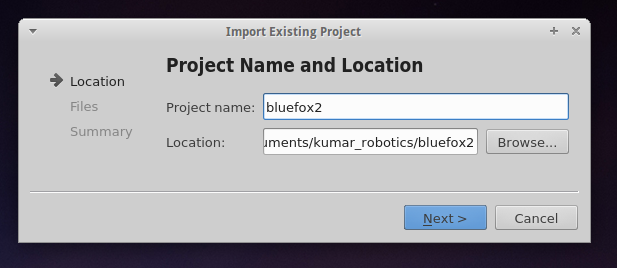 Import Existing Project
Project Name and Location
Location
Files
Summary
Project name: bluefox2
Location: uments/kumar_robotics/bluefox2 Browse...
Next > Cancel